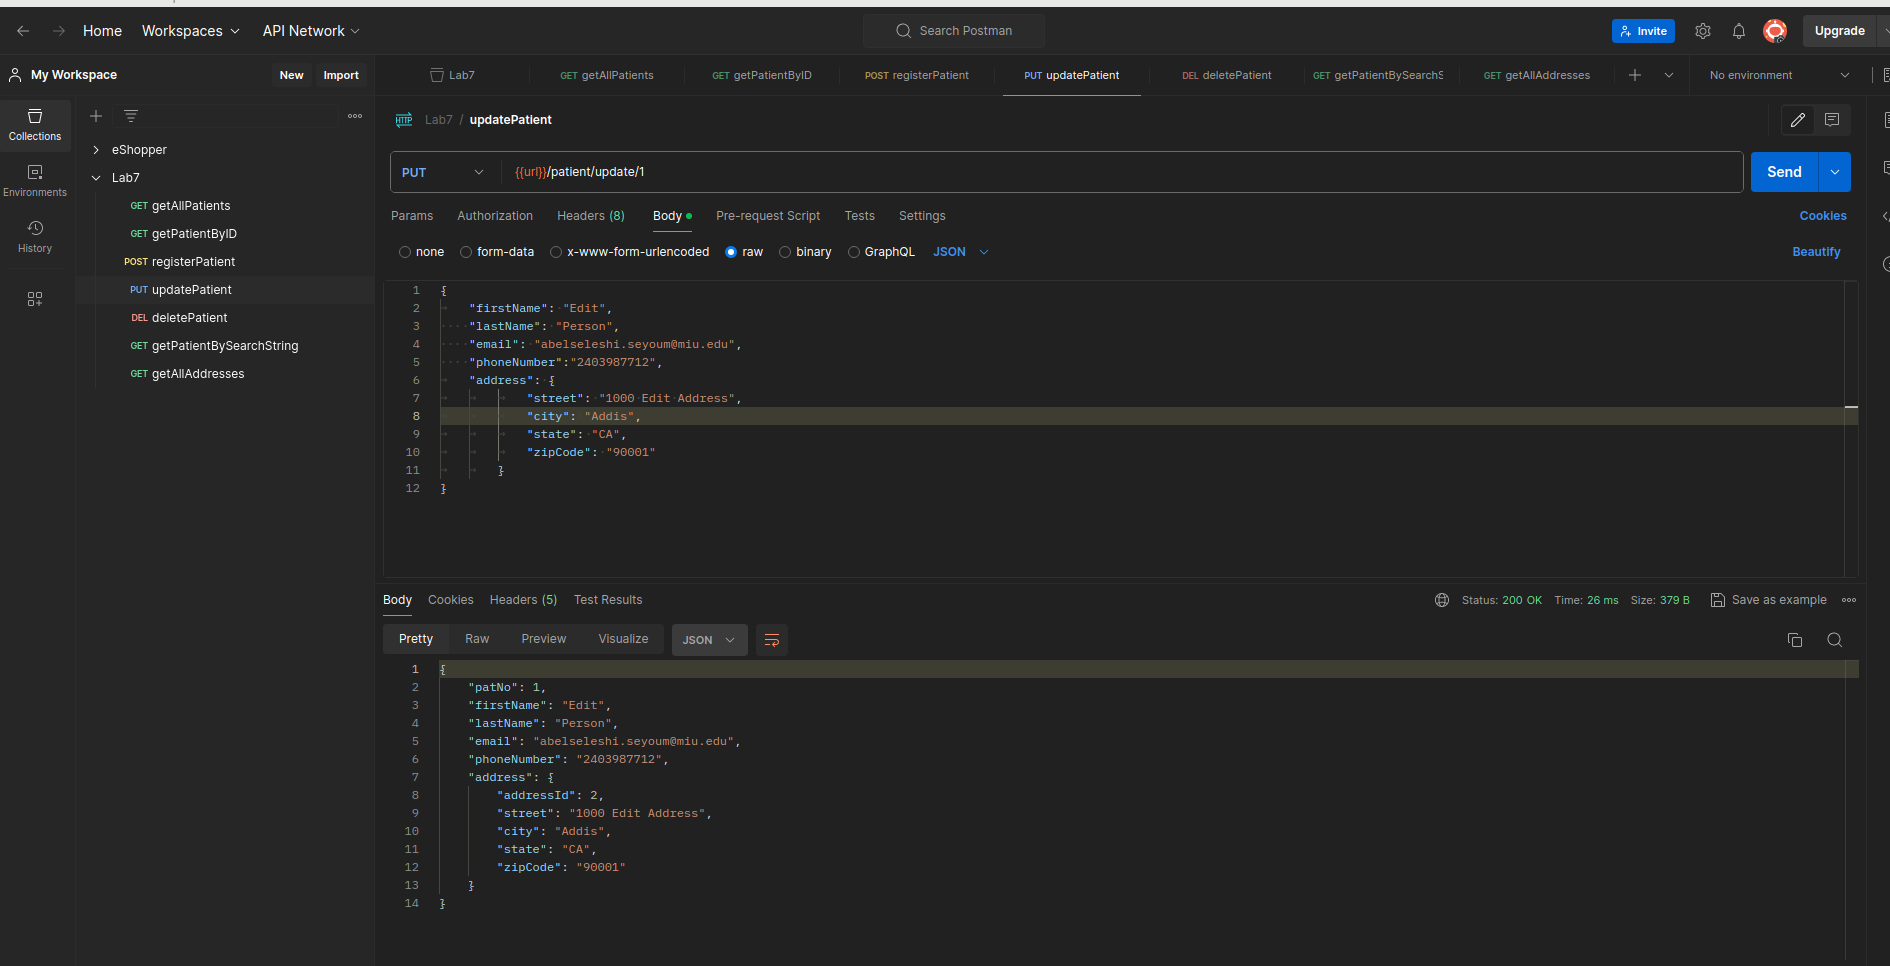 Home Workspaces API Network Search Postman Invite Upgrade
My Workspace New Import
Lab7 GET getAllPatients GET getPatientByID POST registerPatient PUT updatePatient DEL deletePatient GET getPatientBySearchS GET getAllAddresses No environment
Collections
Environments
History
eShopper
Lab7
GET getAllPatients
GET getPatientByID
POST registerPatient
PUT updatePatient
DEL deletePatient
GET getPatientBySearchString
GET getAllAddresses
HTTP Lab7 / updatePatient
PUT {{url}}/patient/update/1 Send
Params Authorization Headers (8) Body Pre-request Script Tests Settings Cookies
none form-data x-www-form-urlencoded raw binary GraphQL JSON Beautify
1 {
2 "firstName": "Edit",
3 "lastName": "Person",
4 "email": "abelseleshi.seyoum@miu.edu",
5 "phoneNumber":"2403987712",
6 "address": {
7 "street": "1000 Edit Address",
8 "city": "Addis",
9 "state": "CA",
10 "zipCode": "90001"
11 }
12 }
Body Cookies Headers (5) Test Results Status: 200 OK Time: 26 ms Size: 379 B Save as example
Pretty Raw Preview Visualize JSON
1 {
2 "patNo": 1,
3 "firstName": "Edit",
4 "lastName": "Person",
5 "email": "abelseleshi.seyoum@miu.edu",
6 "phoneNumber": "2403987712",
7 "address": {
8 "addressId": 2,
9 "street": "1000 Edit Address",
10 "city": "Addis",
11 "state": "CA",
12 "zipCode": "90001"
13 }
14 }